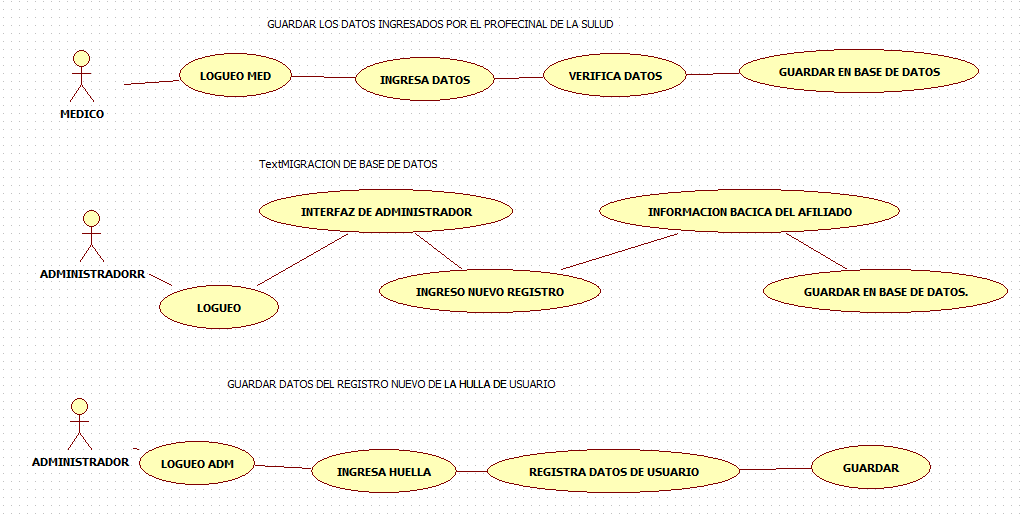 GUARDAR LOS DATOS INGRESADOS POR EL PROFECINAL DE LA SULUD
LOGUEO MED
INGRESA DATOS
VERIFICA DATOS
GUARDAR EN BASE DE DATOS
MEDICO
TextMIGRACION DE BASE DE DATOS
INTERFAZ DE ADMINISTRADOR
INFORMACION BACICA DEL AFILIADO
ADMINISTRADORR
LOGUEO
INGRESO NUEVO REGISTRO
GUARDAR EN BASE DE DATOS.
GUARDAR DATOS DEL REGISTRO NUEVO DE LA HULLA DE USUARIO
ADMINISTRADOR
LOGUEO ADM
INGRESA HUELLA
REGISTRA DATOS DE USUARIO
GUARDAR